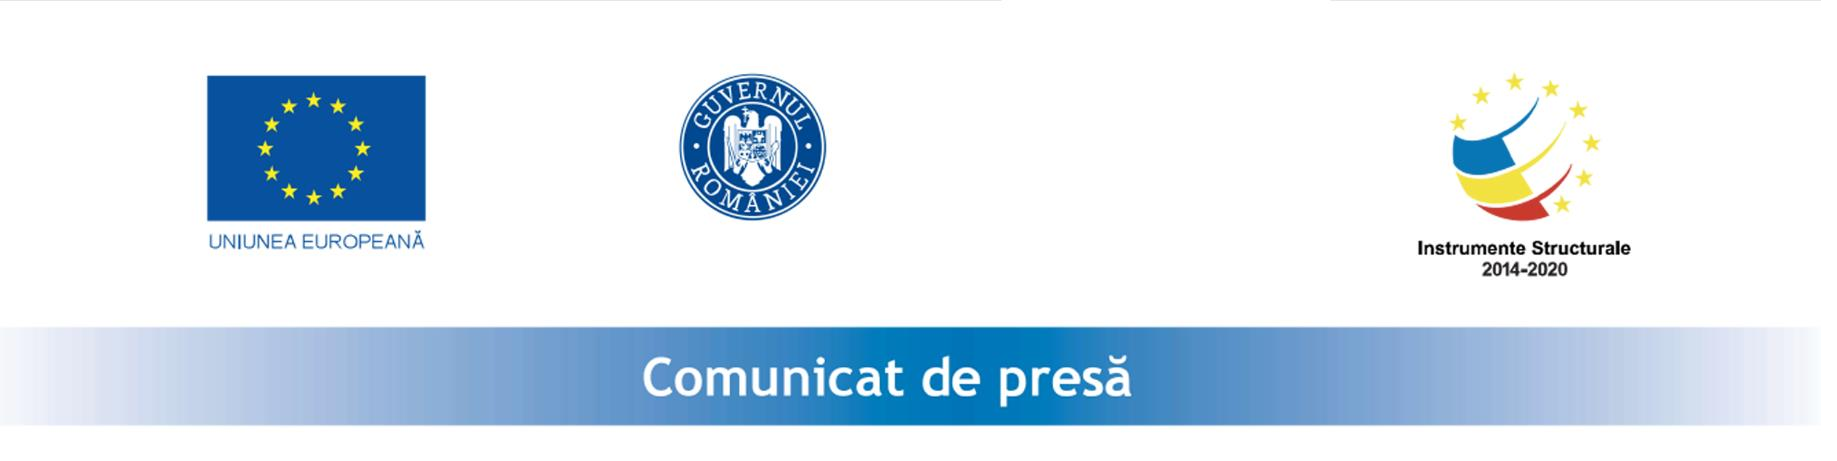 UNIUNEA EUROPEANĂ
GUVERNUL
ROMÂNIEI
Instrumente Structurale
2014-2020
Comunicat de presă